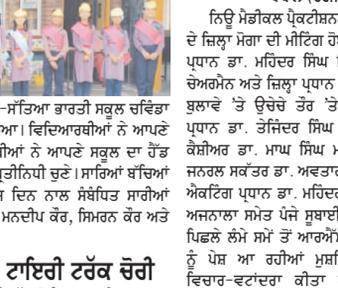 -ਸੱਤਿਆ ਭਾਰਤੀ ਸਕੂਲ ਚਵਿੰਡਾ
ਆ। ਵਿਦਿਆਰਥੀਆਂ ਨੇ ਆਪਣੇ
ਥੀਆਂ ਨੇ ਆਪਣੇ ਸਕੂਲ ਦਾ ਹੈੱਡ
ਪ੍ਰਤੀਨਿਧੀ ਚੁਣੇ। ਸਾਰਿਆਂ ਬੱਚਿਆਂ
ਦਿਨ ਨਾਲ ਸੰਬੰਧਿਤ ਸਾਰੀਆਂ
ਮਨਦੀਪ ਕੌਰ, ਸਿਮਰਨ ਕੌਰ ਅਤੇ
ਟਾਇਰੀ ਟਰੱਕ ਚੋਰੀ
ਨਿਊ ਮੈਡੀਕਲ ਪ੍ਰੈਕਟੀਸ਼ਨ
ਦੇ ਜ਼ਿਲ੍ਹਾ ਮੋਗਾ ਦੀ ਮੀਟਿੰਗ ਹੋ
ਪ੍ਰਧਾਨ ਡਾ. ਮਹਿੰਦਰ ਸਿੰਘ
ਚੇਅਰਮੈਨ ਅਤੇ ਜ਼ਿਲ੍ਹਾ ਪ੍ਰਧਾਨ
ਬੁਲਾਵੇ 'ਤੇ ਉਚੇਚੇ ਤੌਰ 'ਤੇ
ਪ੍ਰਧਾਨ ਡਾ. ਤੇਜਿੰਦਰ ਸਿੰਘ
ਕੈਸ਼ੀਅਰ ਡਾ. ਮਾਘ ਸਿੰਘ ਮ
ਜਨਰਲ ਸਕੱਤਰ ਡਾ. ਅਵਤਾਰ
ਐਕਟਿੰਗ ਪ੍ਰਧਾਨ ਡਾ. ਮਹਿੰਦਰ
ਅਜਨਾਲਾ ਸਮੇਤ ਪੰਜੇ ਸੂਬਾਈ
ਪਿਛਲੇ ਲੰਮੇ ਸਮੇਂ ਤੋਂ ਆਰਐੱ
ਨੂੰ ਪੇਸ਼ ਆ ਰਹੀਆਂ ਮੁਸ਼
ਵਿਚਾਰ-ਵਟਾਂਦਰਾ ਕੀਤਾ